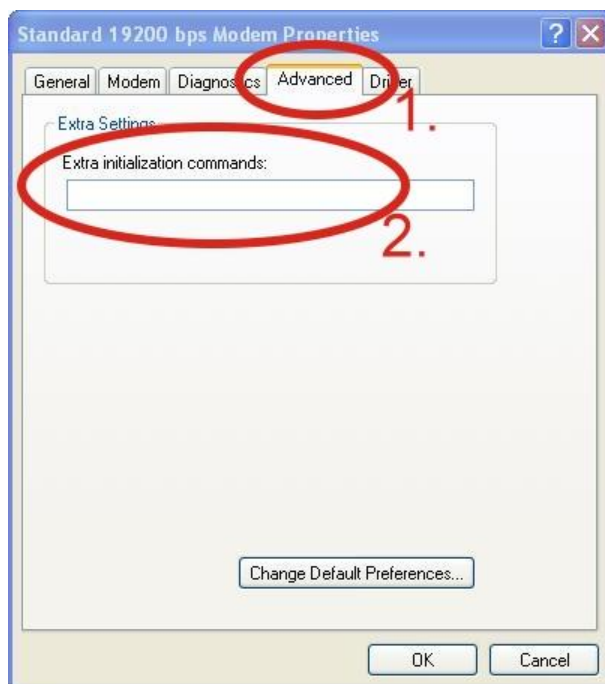 Standard 19200 bps Modem Properties
General Modem Diagnostics Advanced Driver
1.
Extra Settings
Extra initialization commands:
2.
Change Default Preferences...
OK Cancel